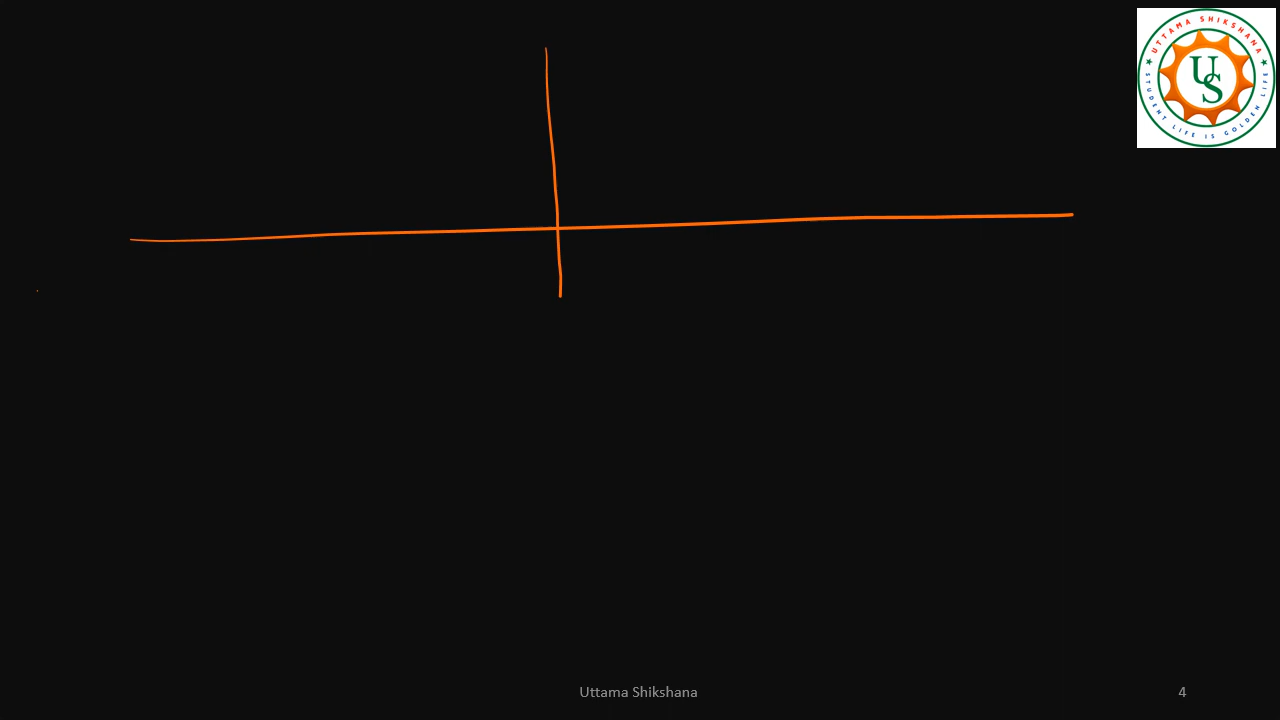 UTTAMA SHIKSHANA
US
STUDENT LIFE IS GOLDEN LIFE
Uttama Shikshana
4